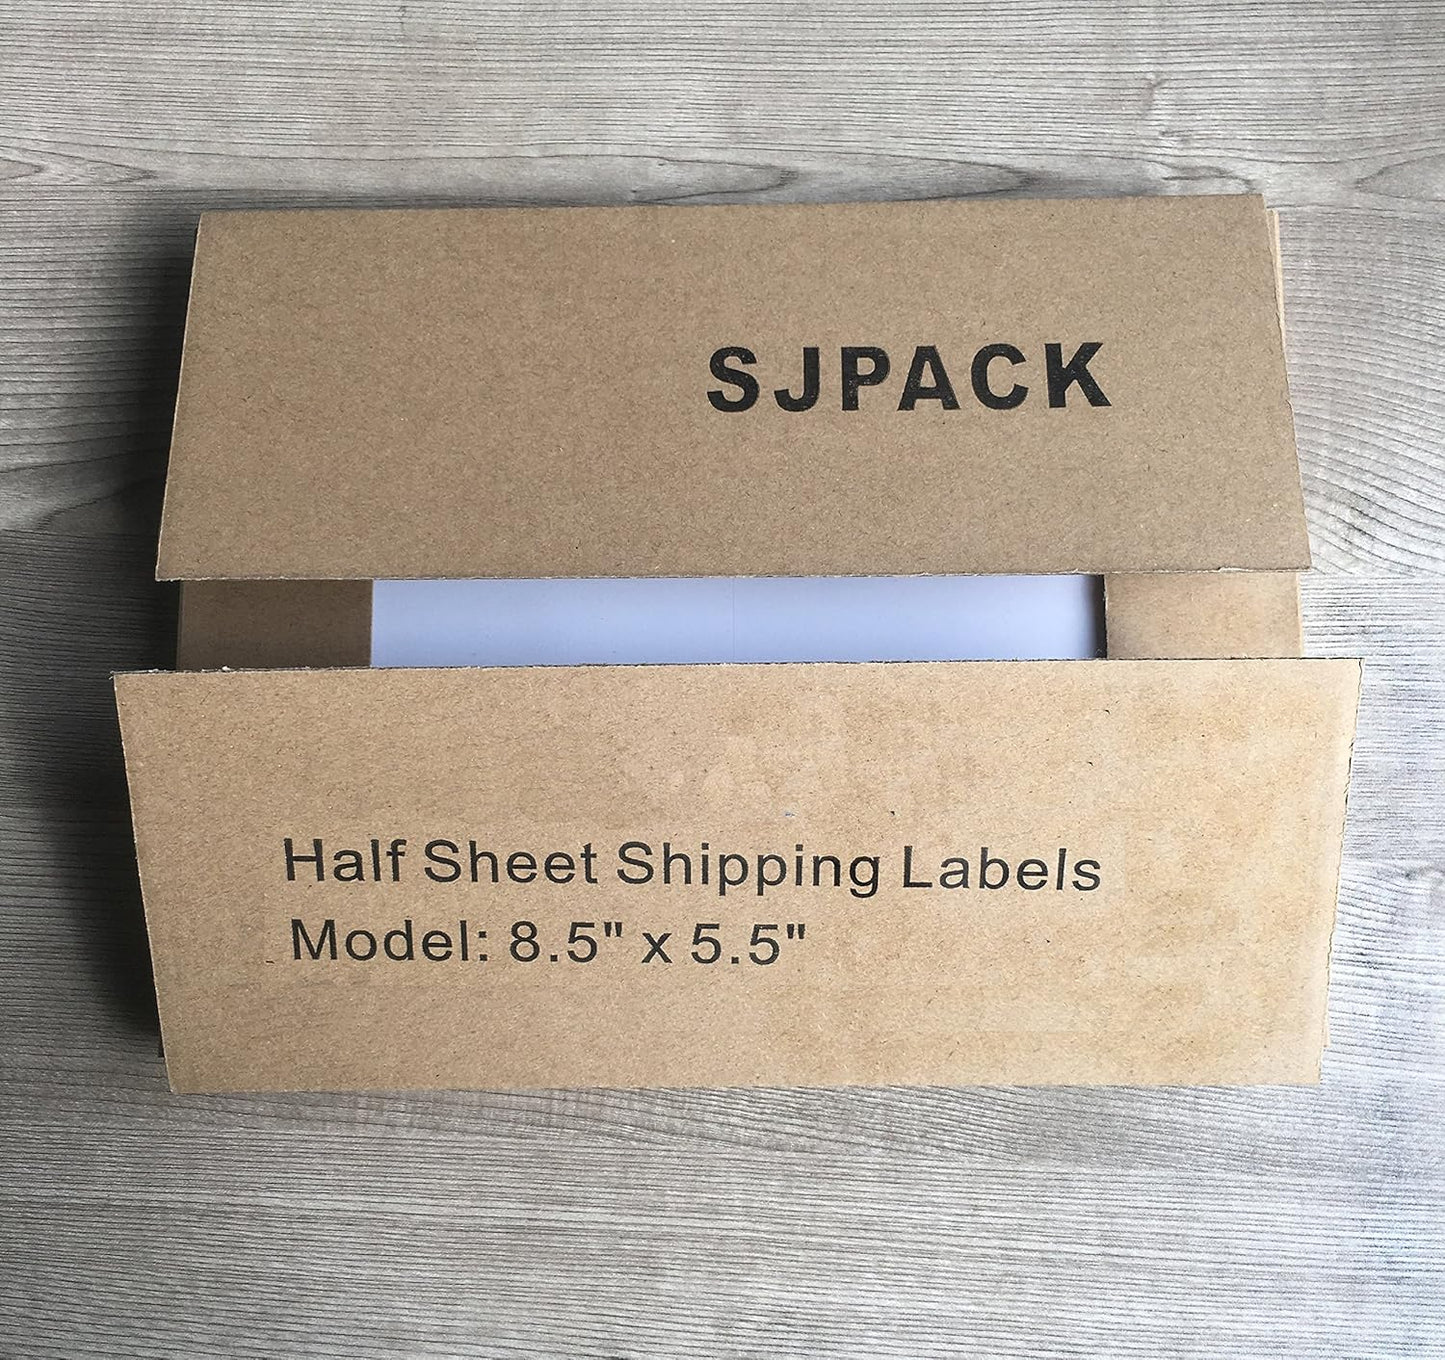 SJPACK
Half Sheet Shipping Labels
Model: 8.5" x 5.5"